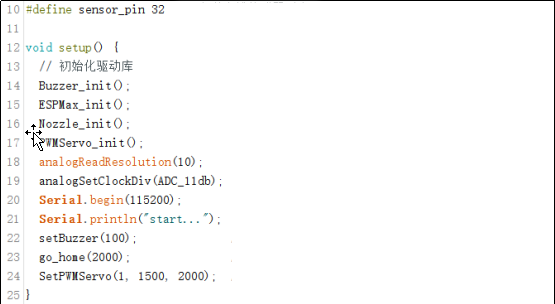 10 #define sensor_pin 32
11
12 void setup() {
13 // 初始化驱动库
14 Buzzer_init();
15 ESPMax_init();
16 Nozzle_init();
17 PWMServo_init();
18 analogReadResolution(10);
19 analogSetClockDiv(ADC_11db);
20 Serial.begin(115200);
21 Serial.println("start...");
22 setBuzzer(100);
23 go_home(2000);
24 SetPWMServo(1, 1500, 2000);
25 }